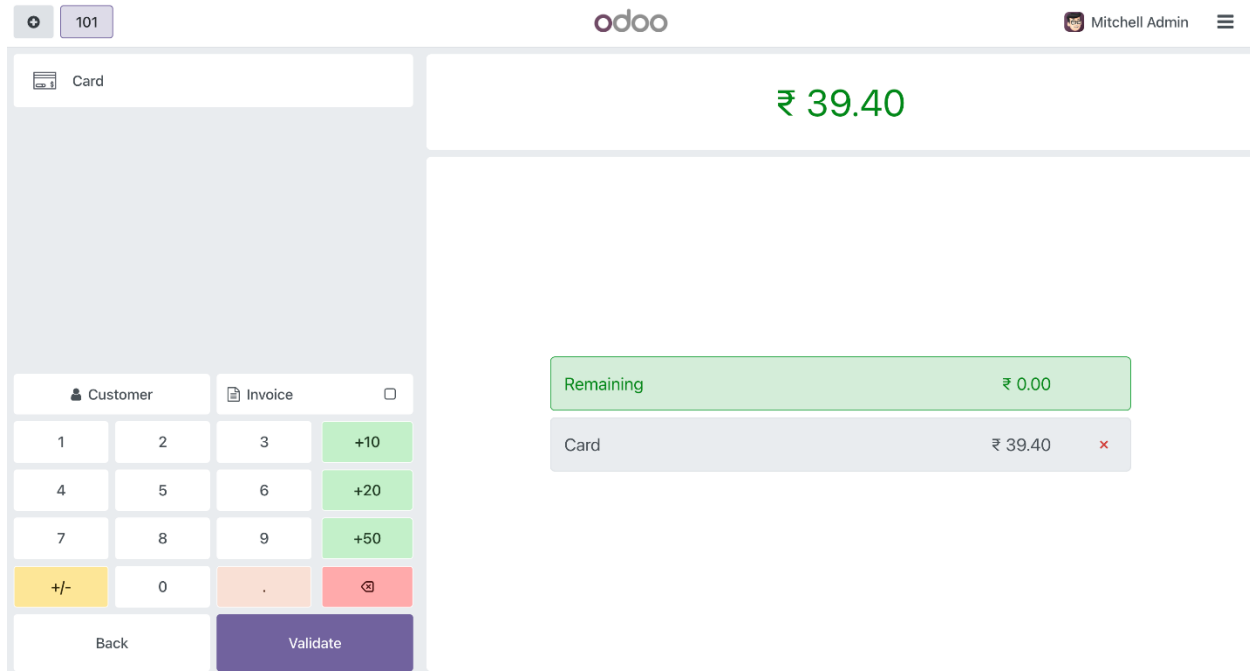 101
odoo
Mitchell Admin
Card
₹ 39.40
Remaining ₹ 0.00
Card ₹ 39.40 ×
Customer Invoice
1 2 3 +10
4 5 6 +20
7 8 9 +50
+/- 0 .
Back Validate